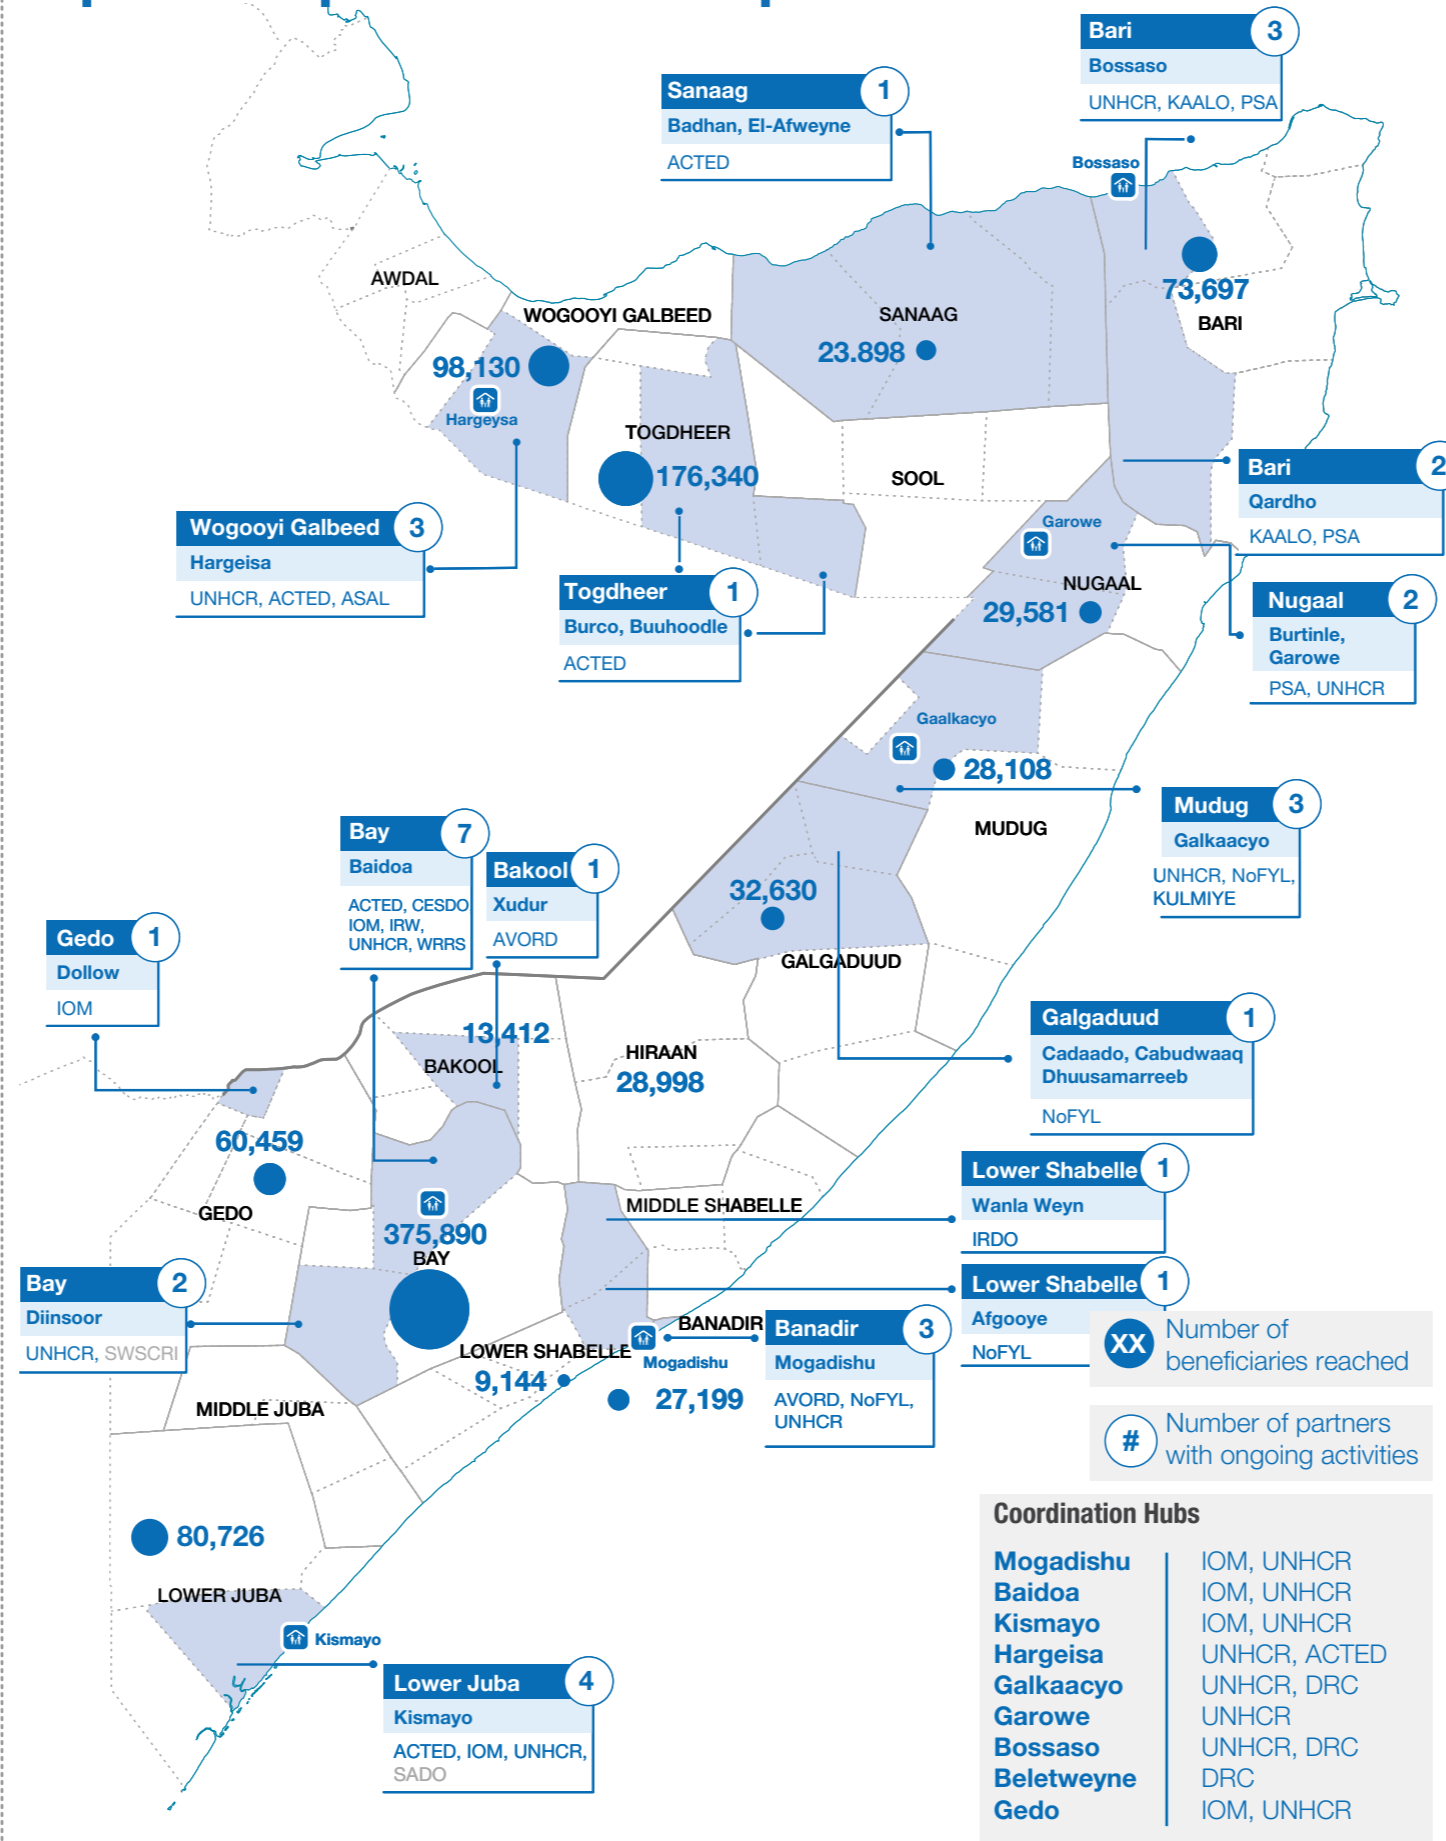 Bari 3
Bossaso
UNHCR, KAALO, PSA
Sanaag 1
Badhan, El-Afweyne
ACTED
Bossaso
AWDAL
WOGOOYI GALBEED
SANAAG
73,697
BARI
23.898
98,130
Hargeysa
TOGDHEER
176,340
SOOL
Bari 2
Qardho
KAALO, PSA
Wogooyi Galbeed 3
Hargeisa
UNHCR, ACTED, ASAL
Garowe
NUGAAL
29,581
Togdheer 1
Burco, Buuhoodle
ACTED
Nugaal 2
Burtinle,
Garowe
PSA, UNHCR
Gaalkacyo
28,108
MUDUG
Mudug 3
Galkaacyo
UNHCR, NoFYL,
KULMIYE
Bay 7
Baidoa
ACTED, CESDO
IOM, IRW,
UNHCR, WRRS
Bakool 1
Xudur
AVORD
32,630
GALGADUUD
Gedo 1
Dollow
IOM
Galgaduud 1
Cadaado, Cabudwaaq
Dhuusamarreeb
NoFYL
13,412
BAKOOL
HIRAAN
28,998
60,459
GEDO
Lower Shabelle 1
Wanla Weyn
IRDO
MIDDLE SHABELLE
375,890
BAY
Bay 2
Diinsoor
UNHCR, SWSCRI
Lower Shabelle 1
Afgooye
NoFYL
BANADIR
Banadir 3
Mogadishu
AVORD, NoFYL,
UNHCR
LOWER SHABELLE
9,144
Mogadishu
27,199
XX Number of
beneficiaries reached
# Number of partners
with ongoing activities
MIDDLE JUBA
80,726
LOWER JUBA
Kismayo
Lower Juba 4
Kismayo
ACTED, IOM, UNHCR,
SADO
Coordination Hubs
Mogadishu IOM, UNHCR
Baidoa IOM, UNHCR
Kismayo IOM, UNHCR
Hargeisa UNHCR, ACTED
Galkaacyo UNHCR, DRC
Garowe UNHCR
Bossaso UNHCR, DRC
Beletweyne DRC
Gedo IOM, UNHCR